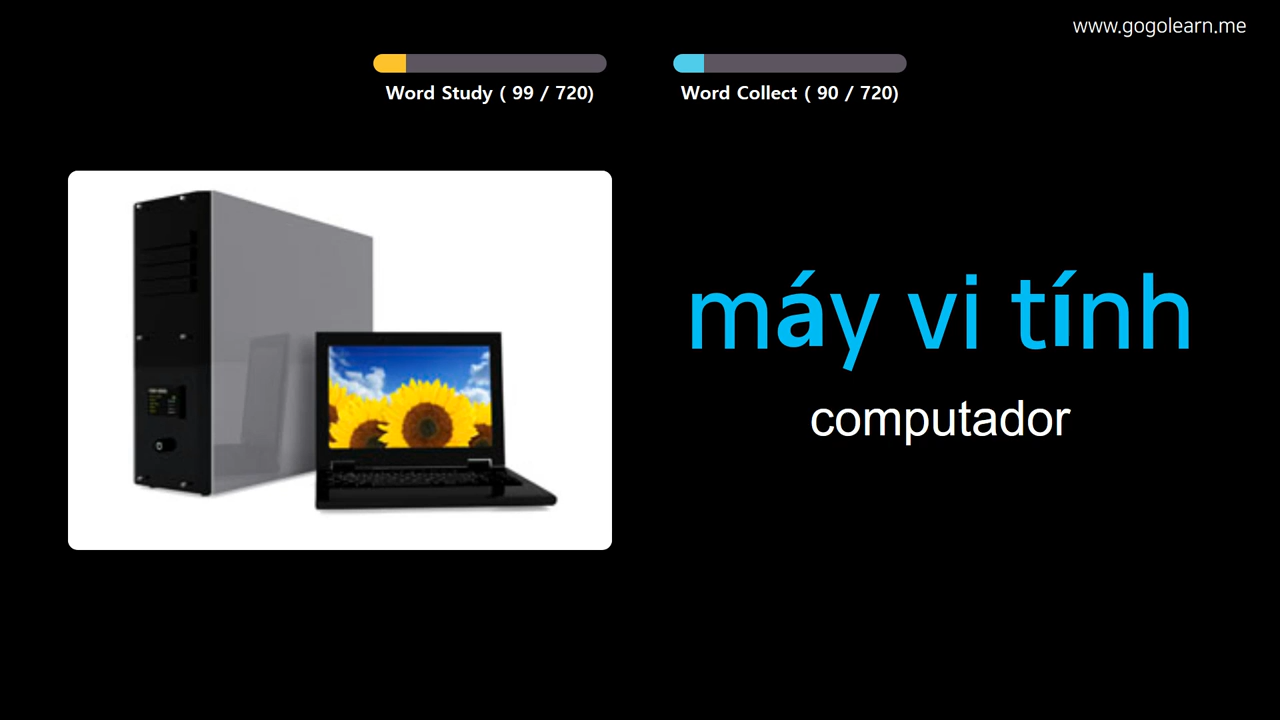 www.gogolearn.me
Word Study ( 99 / 720)
Word Collect ( 90 / 720)
máy vi tính
computador